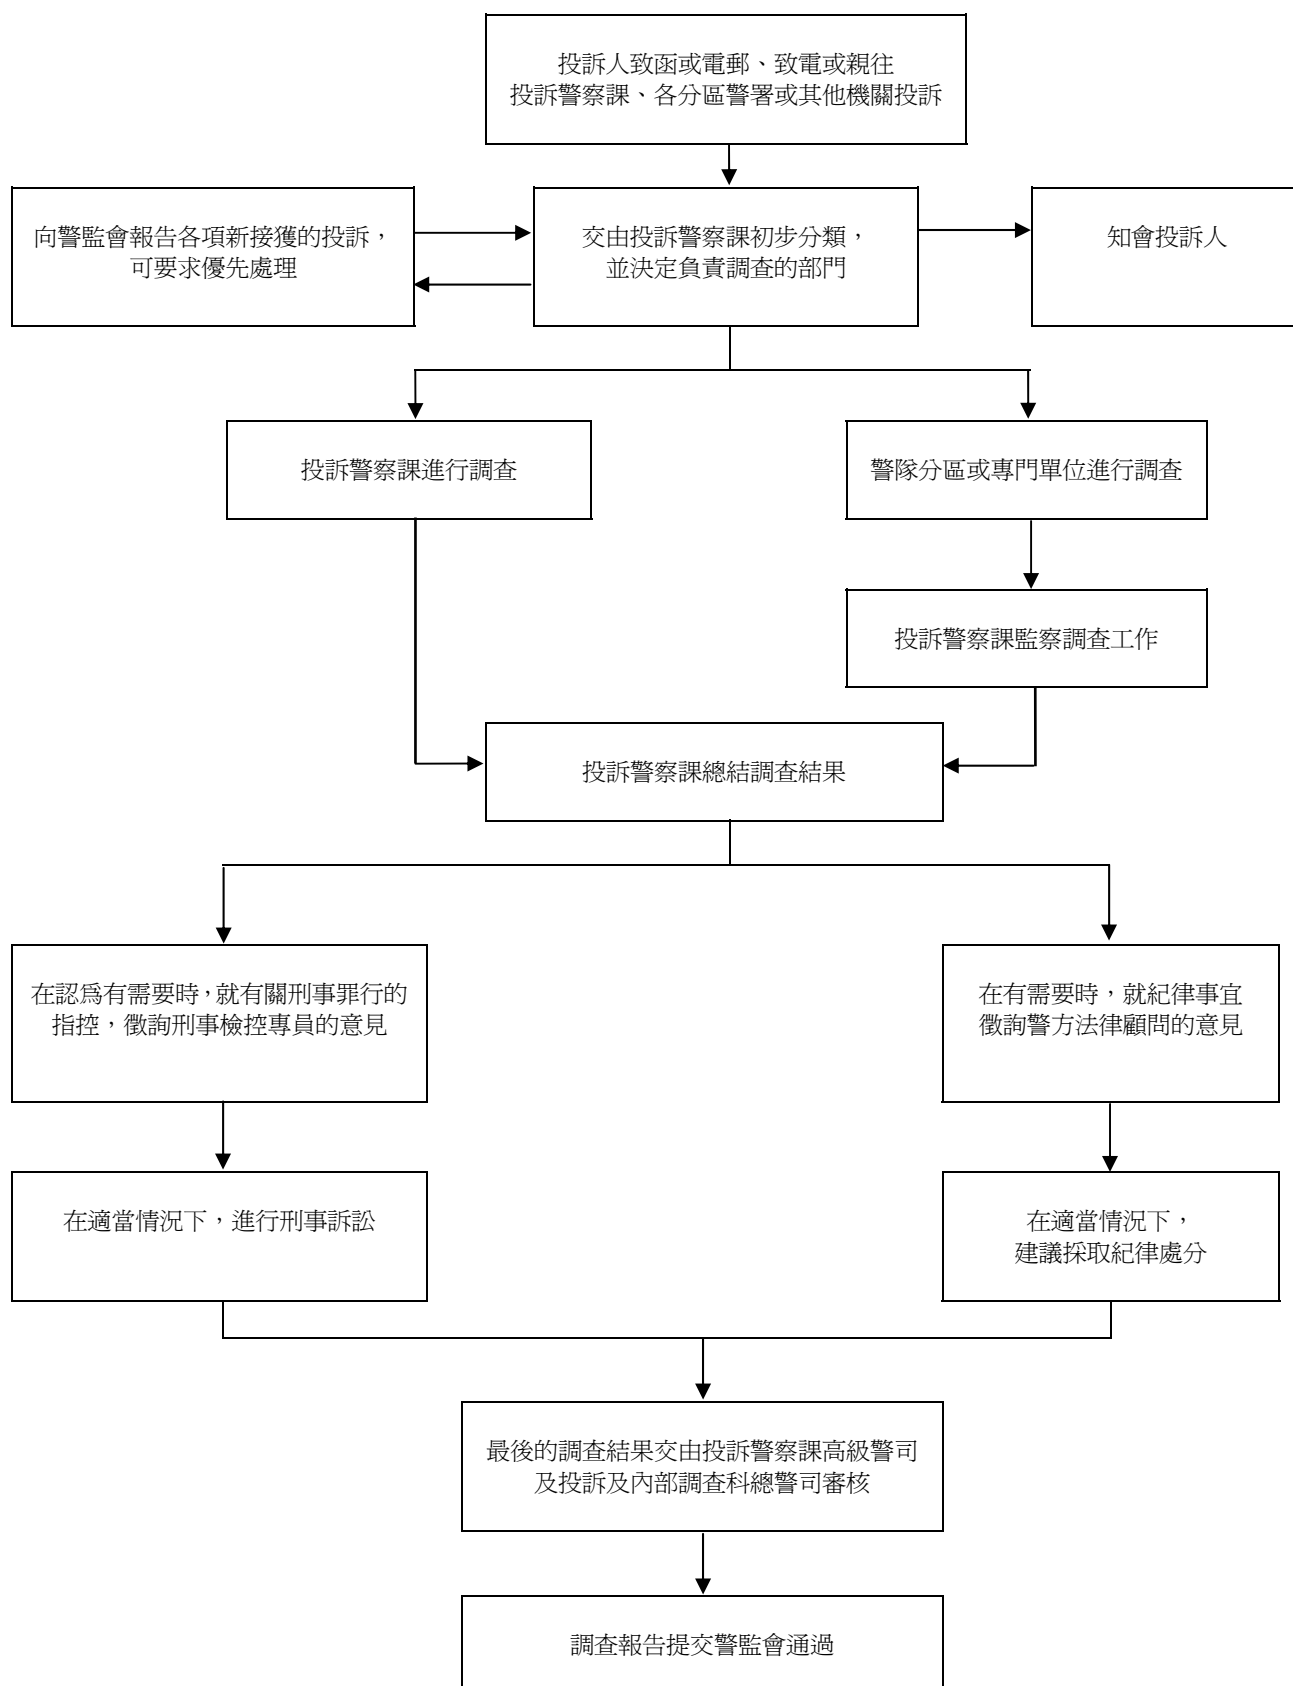 投訴人致函或電郵、致電或親往
投訴警察課、各分區警署或其他機關投訴
向警監會報告各項新接獲的投訴，
可要求優先處理
交由投訴警察課初步分類，
並決定負責調查的部門
知會投訴人
投訴警察課進行調查
警隊分區或專門單位進行調查
投訴警察課監察調查工作
投訴警察課總結調查結果
在認爲有需要時，就有關刑事罪行的
指控，徵詢刑事檢控專員的意見
在有需要時，就紀律事宜
徵詢警方法律顧問的意見
在適當情況下，進行刑事訴訟
在適當情況下，
建議採取紀律處分
最後的調查結果交由投訴警察課高級警司
及投訴及內部調查科總警司審核
調查報告提交警監會通過